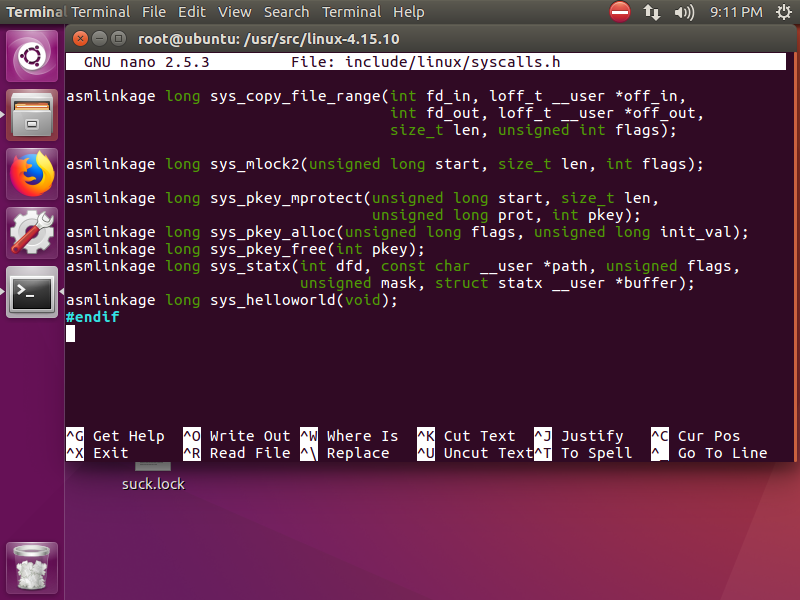 Terminal Terminal File Edit View Search Terminal Help 9:11 PM
root@ubuntu: /usr/src/linux-4.15.10
GNU nano 2.5.3 File: include/linux/syscalls.h
asmlinkage long sys_copy_file_range(int fd_in, loff_t __user *off_in,
int fd_out, loff_t __user *off_out,
size_t len, unsigned int flags);
asmlinkage long sys_mlock2(unsigned long start, size_t len, int flags);
asmlinkage long sys_pkey_mprotect(unsigned long start, size_t len,
unsigned long prot, int pkey);
asmlinkage long sys_pkey_alloc(unsigned long flags, unsigned long init_val);
asmlinkage long sys_pkey_free(int pkey);
asmlinkage long sys_statx(int dfd, const char __user *path, unsigned flags,
unsigned mask, struct statx __user *buffer);
asmlinkage long sys_helloworld(void);
#endif
^G Get Help ^O Write Out ^W Where Is ^K Cut Text ^J Justify ^C Cur Pos
^X Exit ^R Read File ^\ Replace ^U Uncut Text ^T To Spell ^_ Go To Line
suck.lock